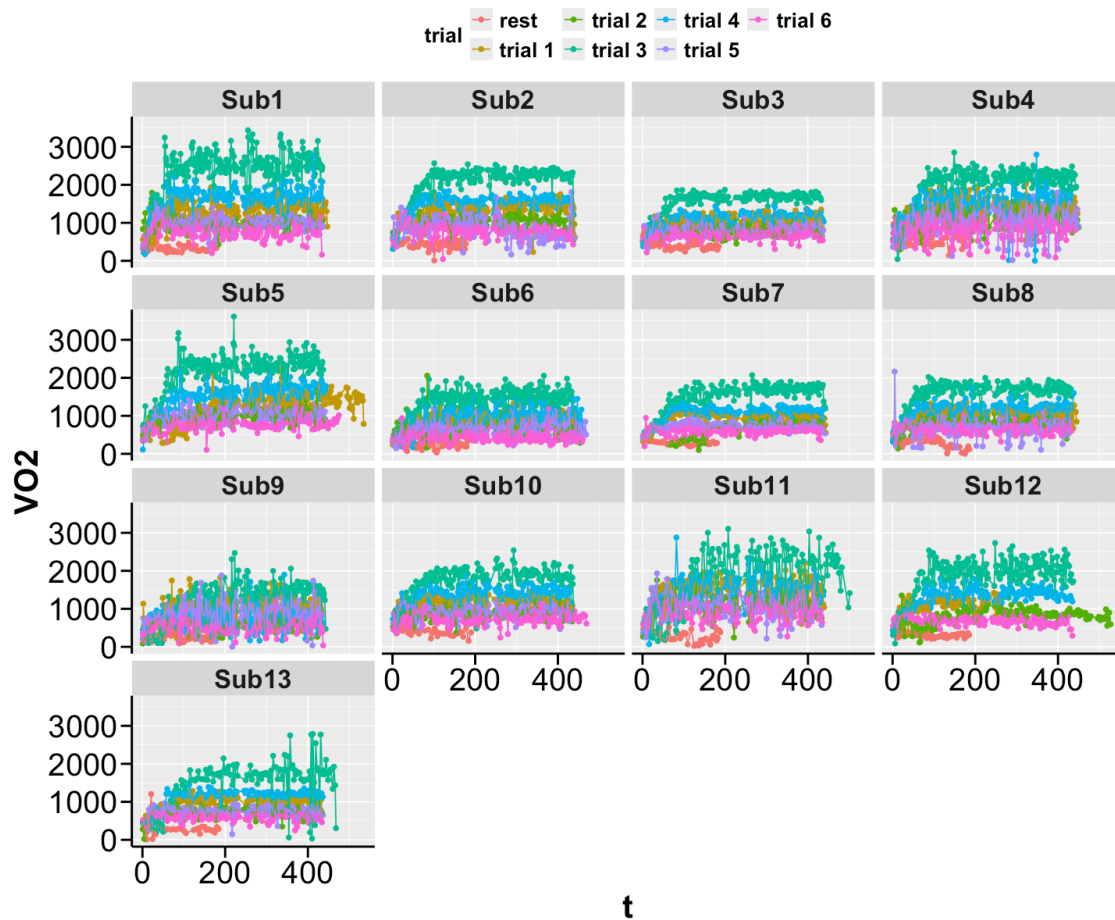 trial rest trial 2 trial 4 trial 6
trial 1 trial 3 trial 5
Sub1 Sub2 Sub3 Sub4
3000
2000
1000
0
Sub5 Sub6 Sub7 Sub8
3000
2000
1000
0
VO2
Sub9 Sub10 Sub11 Sub12
3000
2000
1000
0
Sub13 0 200 400 0 200 400 0 200 400
3000
2000
1000
0
0 200 400
t